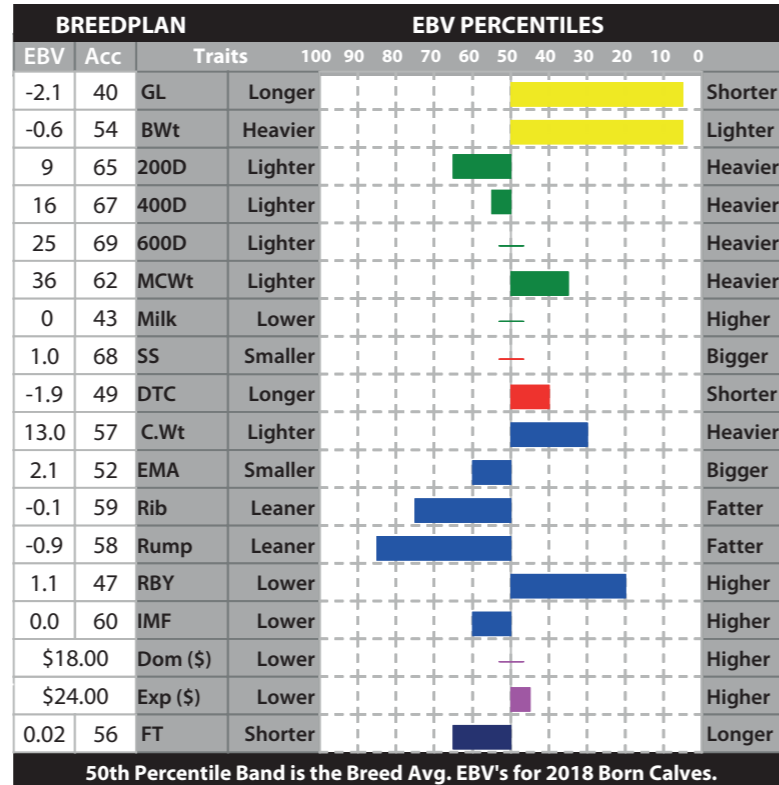 BREEDPLAN EBV PERCENTILES
EBV Acc Traits 100 90 80 70 60 50 40 30 20 10 0
-2.1 40 GL Longer Shorter
-0.6 54 BWt Heavier Lighter
9 65 200D Lighter Heavier
16 67 400D Lighter Heavier
25 69 600D Lighter Heavier
36 62 MCWt Lighter Heavier
0 43 Milk Lower Higher
1.0 68 SS Smaller Bigger
-1.9 49 DTC Longer Shorter
13.0 57 C.Wt Lighter Heavier
2.1 52 EMA Smaller Bigger
-0.1 59 Rib Leaner Fatter
-0.9 58 Rump Leaner Fatter
1.1 47 RBY Lower Higher
0.0 60 IMF Lower Higher
$18.00 Dom ($) Lower Higher
$24.00 Exp ($) Lower Higher
0.02 56 FT Shorter Longer
50th Percentile Band is the Breed Avg. EBV's for 2018 Born Calves.